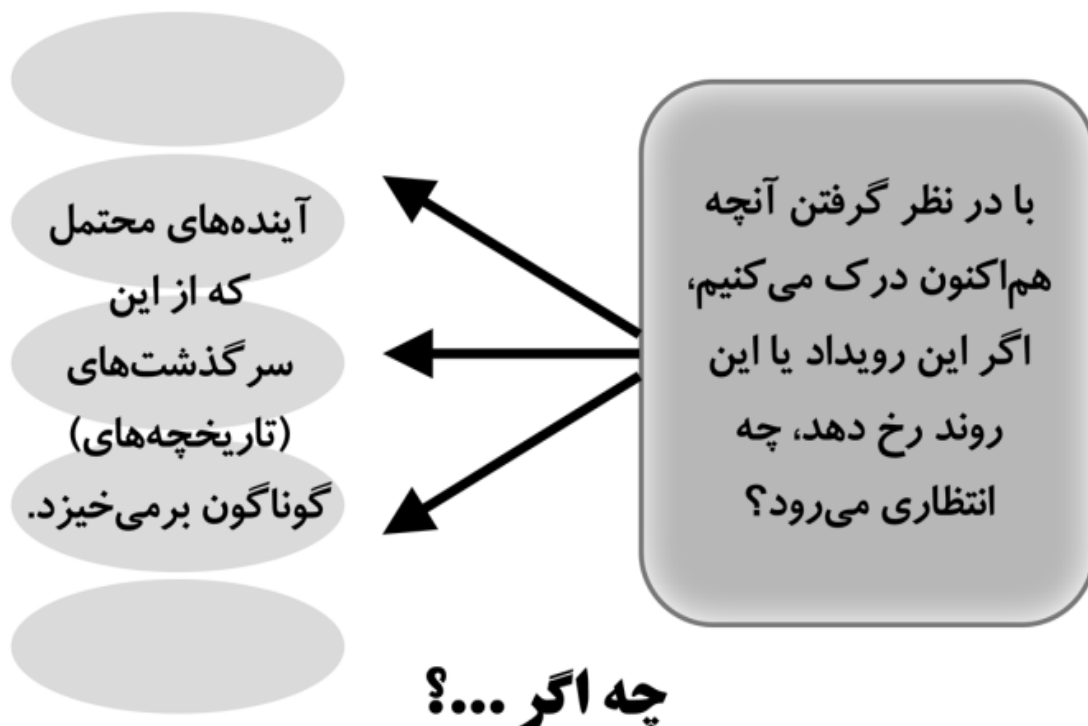 با در نظر گرفتن آنچه
هم‌اکنون درک می‌کنیم،
اگر این رویداد یا این
روند رخ دهد، چه
انتظاری می‌رود؟
آینده‌های محتمل
که از این
سرگذشت‌های
(تاریخچه‌های)
گوناگون برمی‌خیزد.
چه اگر ...؟